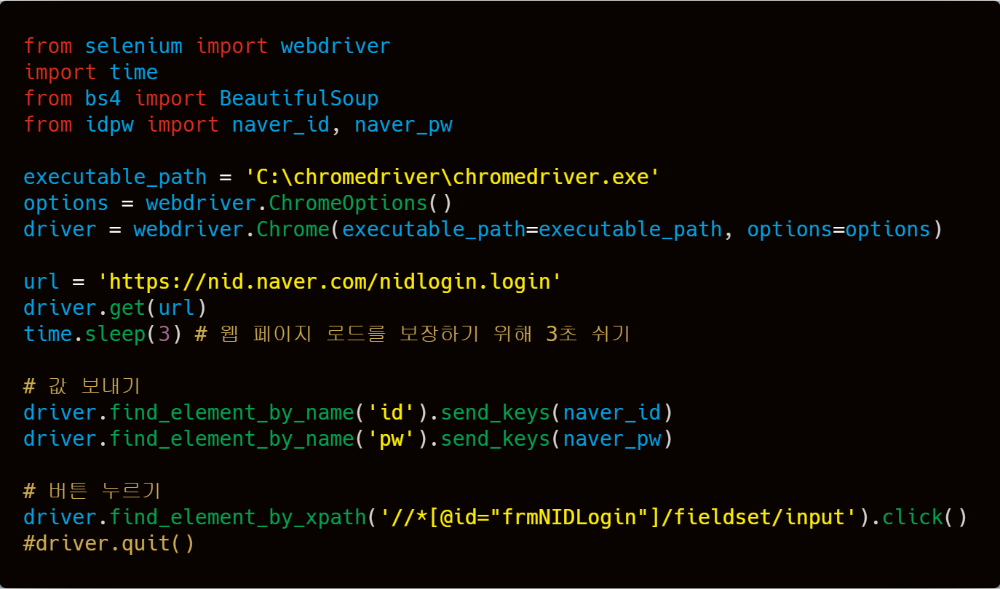 from selenium import webdriver
import time
from bs4 import BeautifulSoup
from idpw import naver_id, naver_pw
executable_path = 'C:\chromedriver\chromedriver.exe'
options = webdriver.ChromeOptions()
driver = webdriver.Chrome(executable_path=executable_path, options=options)
url = 'https://nid.naver.com/nidlogin.login'
driver.get(url)
time.sleep(3) # 웹 페이지 로드를 보장하기 위해 3초 쉬기
# 값 보내기
driver.find_element_by_name('id').send_keys(naver_id)
driver.find_element_by_name('pw').send_keys(naver_pw)
# 버튼 누르기
driver.find_element_by_xpath('//*[@id="frmNIDLogin"]/fieldset/input').click()
#driver.quit()